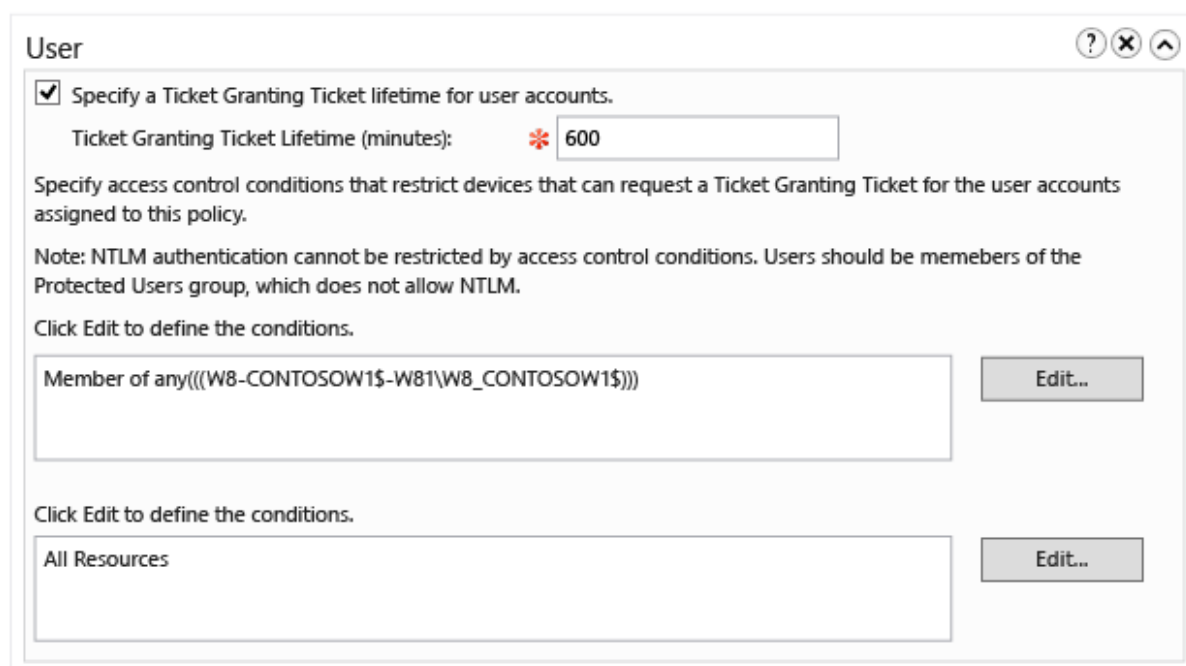 User
Specify a Ticket Granting Ticket lifetime for user accounts.
Ticket Granting Ticket Lifetime (minutes): * 600
Specify access control conditions that restrict devices that can request a Ticket Granting Ticket for the user accounts
assigned to this policy.
Note: NTLM authentication cannot be restricted by access control conditions. Users should be memebers of the
Protected Users group, which does not allow NTLM.
Click Edit to define the conditions.
Member of any(((W8-CONTOSOW1$-W81\W8_CONTOSOW1$)))
Edit...
Click Edit to define the conditions.
All Resources
Edit...